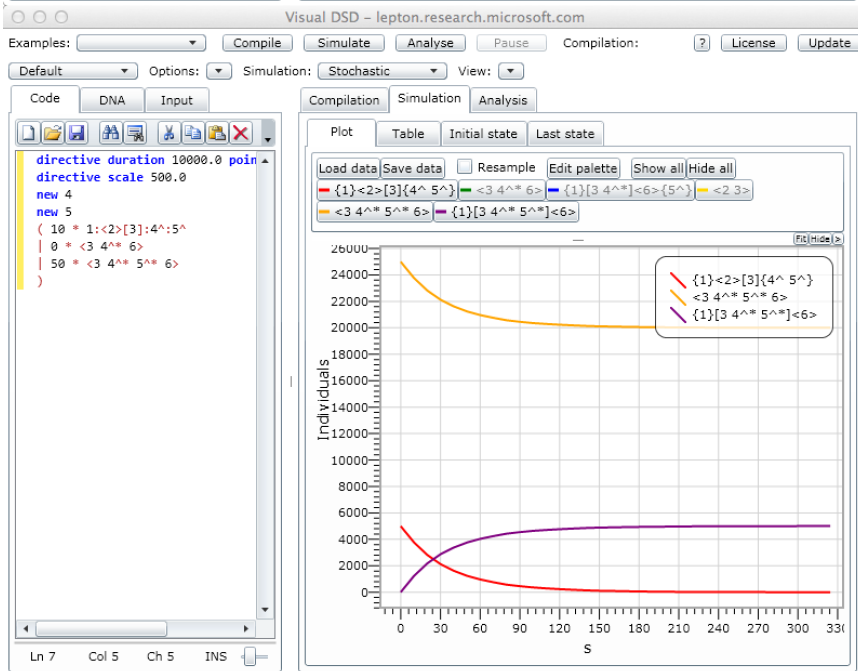 Visual DSD – lepton.research.microsoft.com
Examples: Compile Simulate Analyse Pause Compilation: ? License Update
Default Options: Simulation: Stochastic View:
Code DNA Input
Compilation Simulation Analysis
Plot Table Initial state Last state
directive duration 10000.0 poin
directive scale 500.0
new 4
new 5
( 10 * 1:<2>[3]:4^:5^
| 0 * <3 4^* 6>
| 50 * <3 4^* 5^* 6>
)
Ln 7 Col 5 Ch 5 INS
Load data Save data Resample Edit palette Show all Hide all
{1}<2>[3]{4^ 5^} <3 4^* 6> {1}[3 4^*]<6>{5^} <2 3>
<3 4^* 5^* 6> {1}[3 4^* 5^*]<6>
Fit Hide >
{1}<2>[3]{4^ 5^}
<3 4^* 5^* 6>
{1}[3 4^* 5^*]<6>
Individuals
26000
24000
22000
20000
18000
16000
14000
12000
10000
8000
6000
4000
2000
0
0 30 60 90 120 150 180 210 240 270 300 330
s